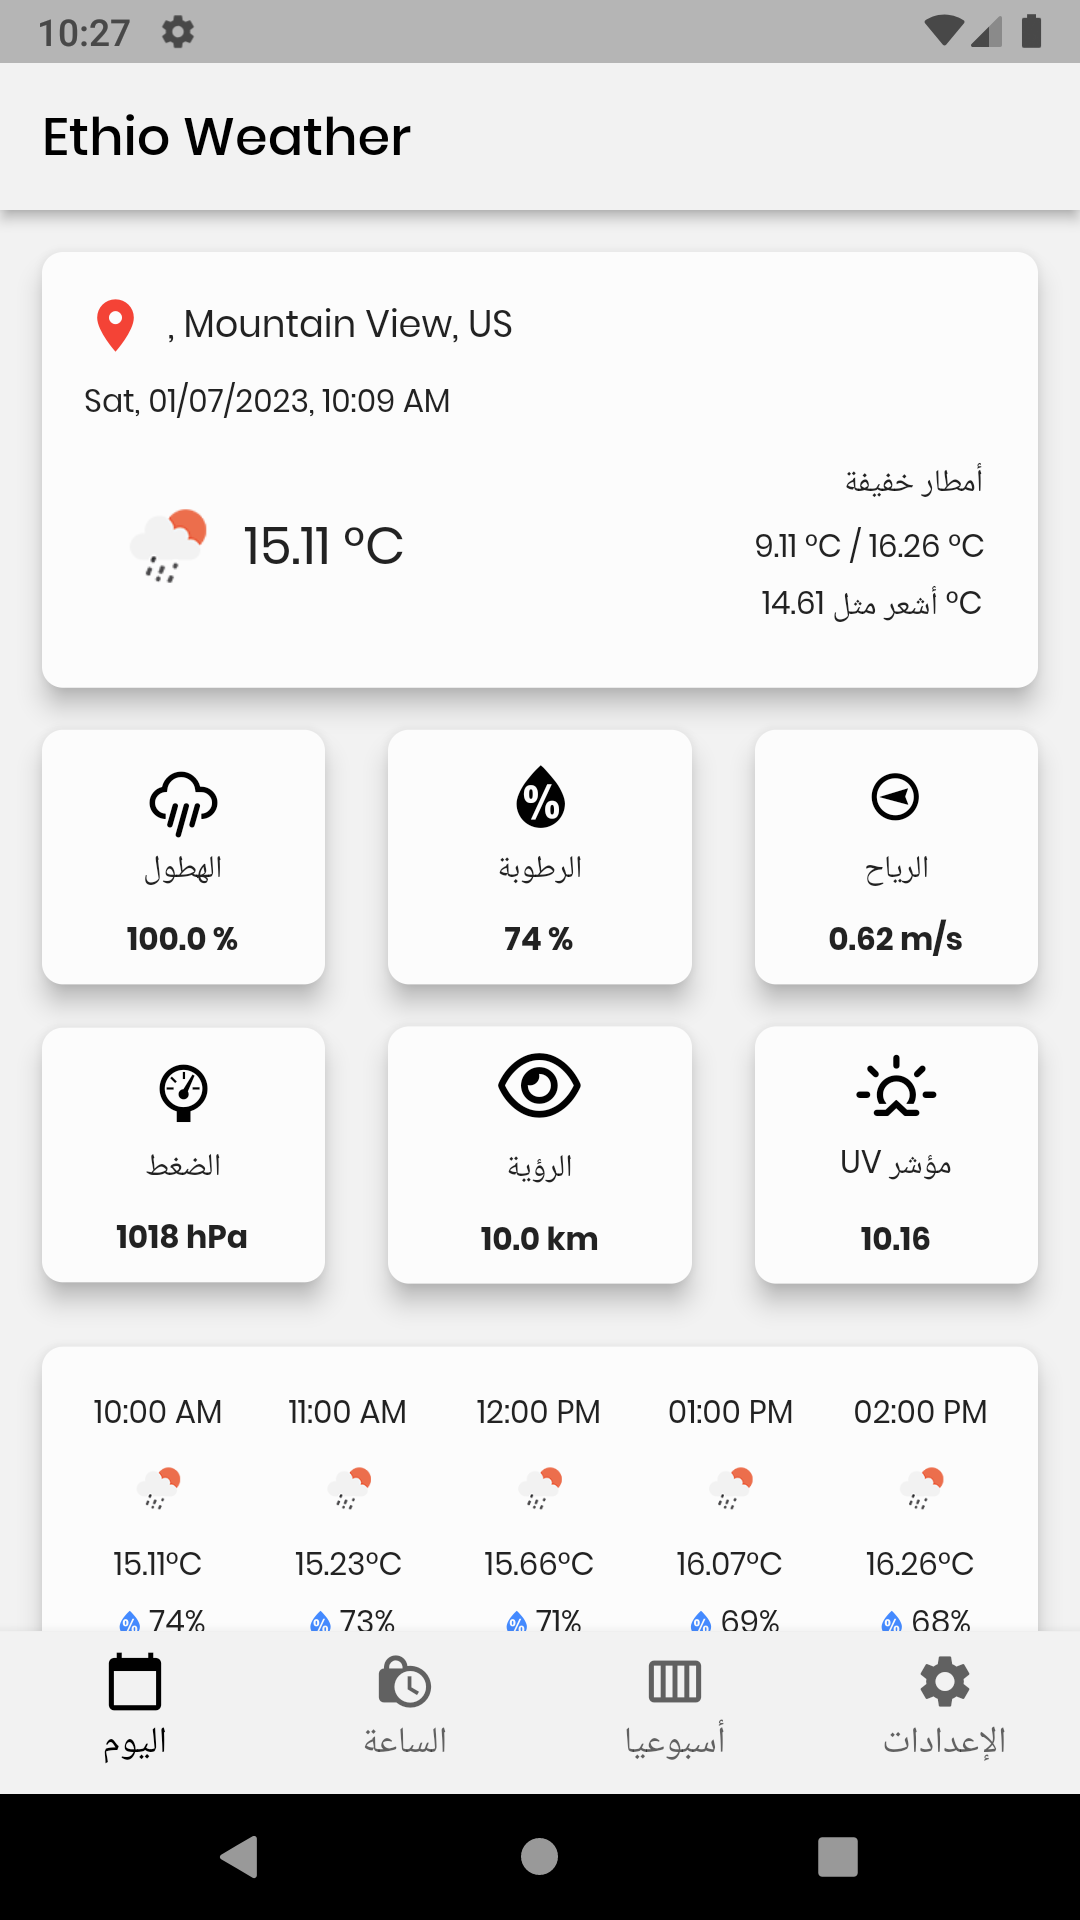 10:27
Ethio Weather
, Mountain View, US
Sat, 01/07/2023, 10:09 AM
أمطار خفيفة
15.11 °C
9.11 °C / 16.26 °C
14.61 أشعر مثل °C
الهطول
الرطوبة
الرياح
100.0 %
74 %
0.62 m/s
الضغط
الرؤية
مؤشر UV
1018 hPa
10.0 km
10.16
10:00 AM 11:00 AM 12:00 PM 01:00 PM 02:00 PM
15.11°C 15.23°C 15.66°C 16.07°C 16.26°C
74% 73% 71% 69% 68%
اليوم
الساعة
أسبوعيا
الإعدادات